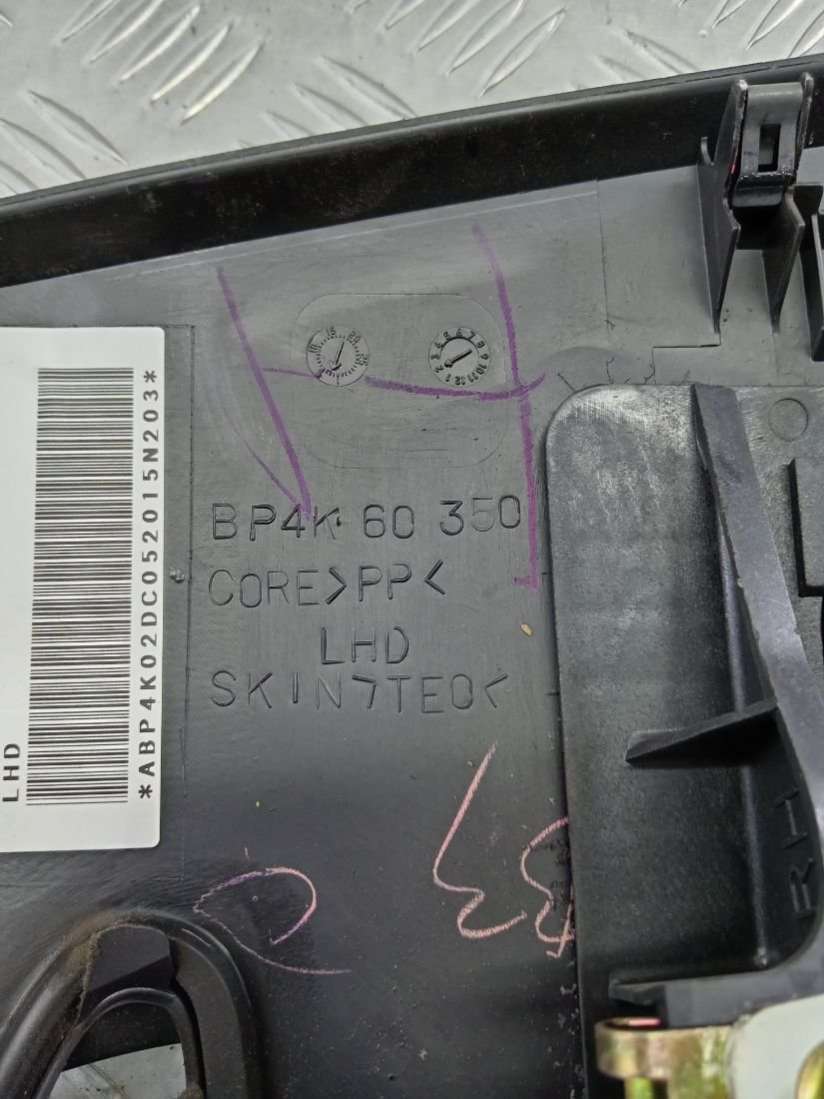 BP4K 60 350
CORE>PP<
LHD
SKIN>TEO<
LHD
*ABP4K02DC052015N203*
RH